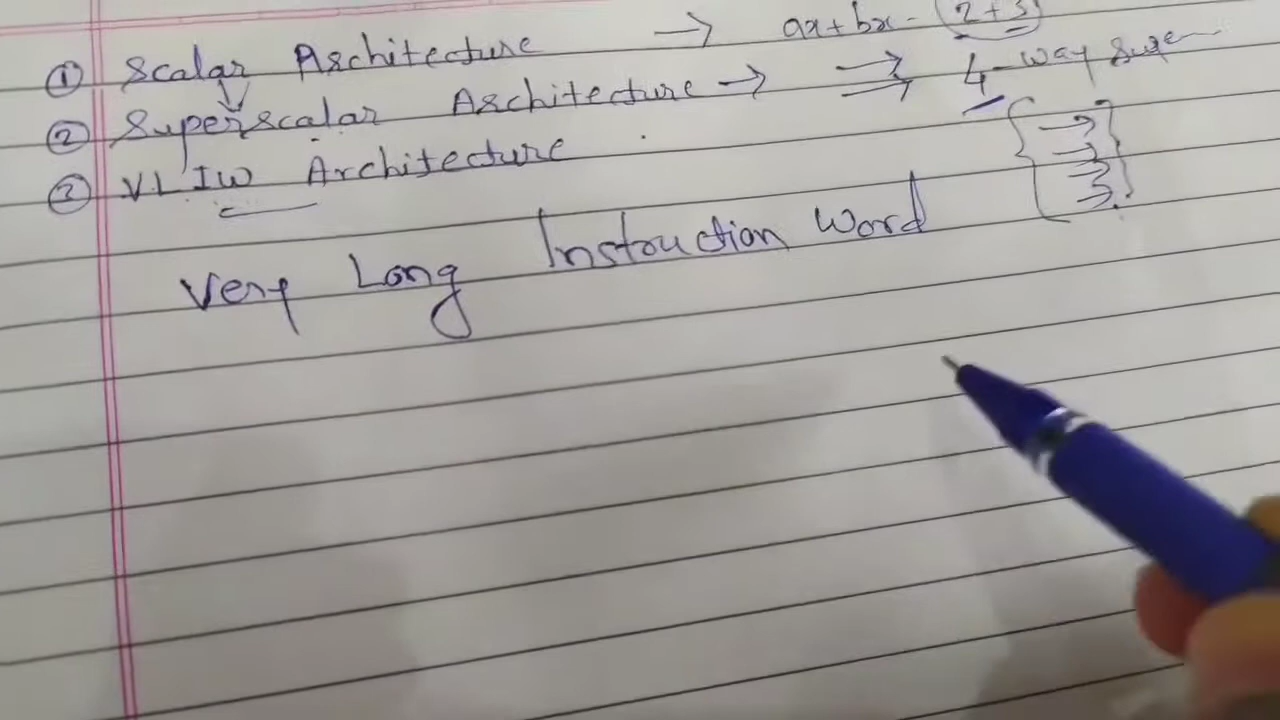 ① Scalar Architecture → ax+bx- (2+3)
② Superscalar Architecture → ⇒ 4-way Supe
③ VLIW Architecture
Very Long Instruction Word